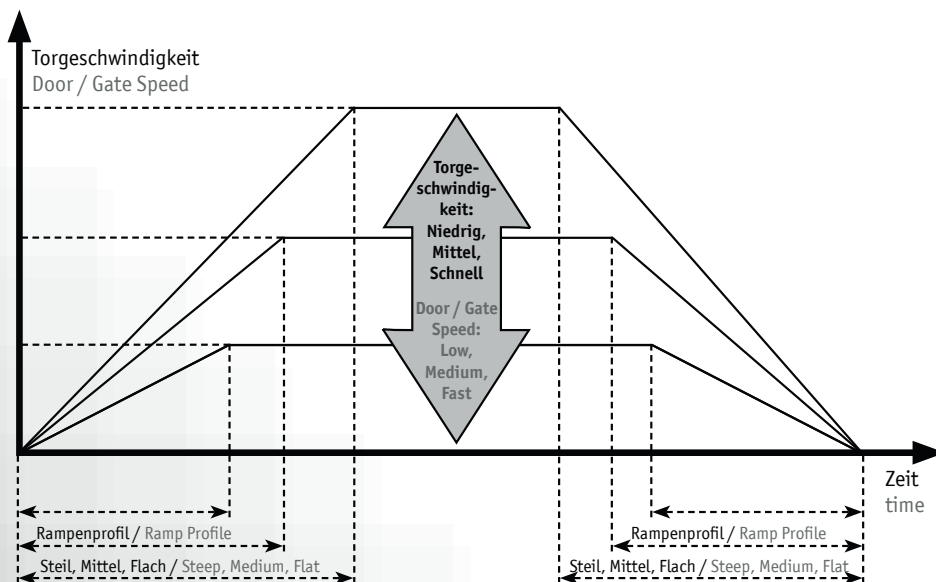 Torgeschwindigkeit
Door / Gate Speed
Torge-
schwindig-
keit:
Niedrig,
Mittel,
Schnell
Door / Gate
Speed:
Low,
Medium,
Fast
Zeit
time
Rampenprofil / Ramp Profile
Rampenprofil / Ramp Profile
Steil, Mittel, Flach / Steep, Medium, Flat
Steil, Mittel, Flach / Steep, Medium, Flat